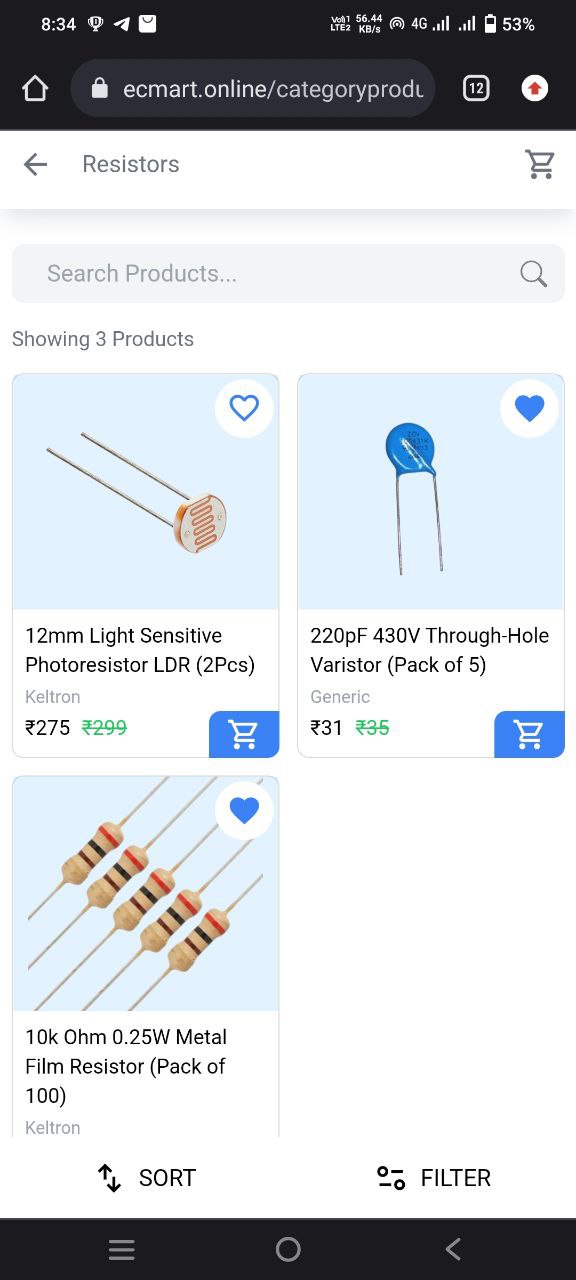 8:34 Vo)) 1 LTE2 56.44 KB/s 4G 53%
ecmart.online/categoryprodu
12
Resistors
Search Products...
Showing 3 Products
12mm Light Sensitive
Photoresistor LDR (2Pcs)
Keltron
₹275 ₹299
220pF 430V Through-Hole
Varistor (Pack of 5)
Generic
₹31 ₹35
10k Ohm 0.25W Metal
Film Resistor (Pack of
100)
Keltron
SORT
FILTER